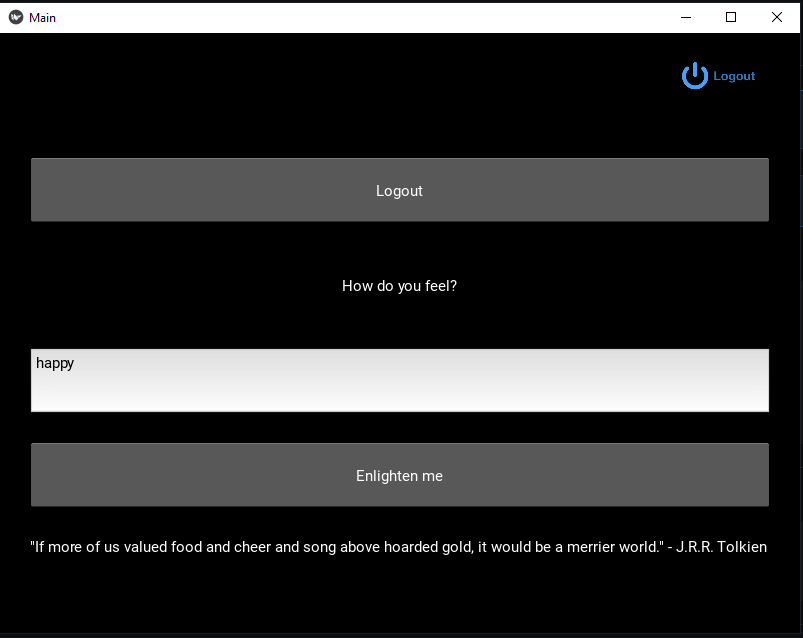 Main
Logout
Logout
How do you feel?
happy
Enlighten me
"If more of us valued food and cheer and song above hoarded gold, it would be a merrier world." - J.R.R. Tolkien